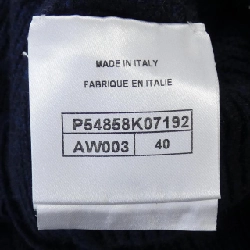 MADE IN ITALY
FABRIQUE EN ITALIE
P54858K07192
AW003 40